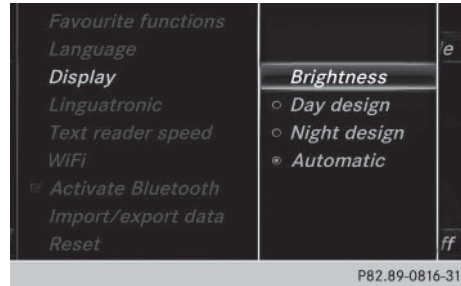 Favourite functions
Language
Display
Linguatronic
Text reader speed
WiFi
Activate Bluetooth
Import/export data
Reset
Brightness
Day design
Night design
Automatic
e
ff
P82.89-0816-31